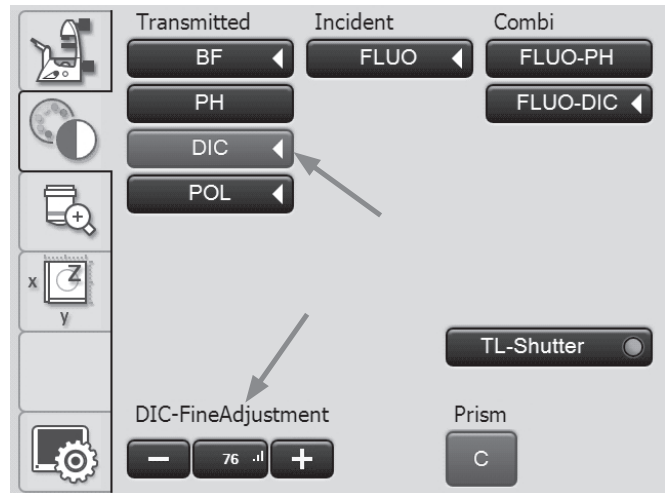 Transmitted Incident Combi
BF FLUO FLUO-PH
PH FLUO-DIC
DIC
POL
x Z
y
TL-Shutter
DIC-FineAdjustment Prism
− 76 + C